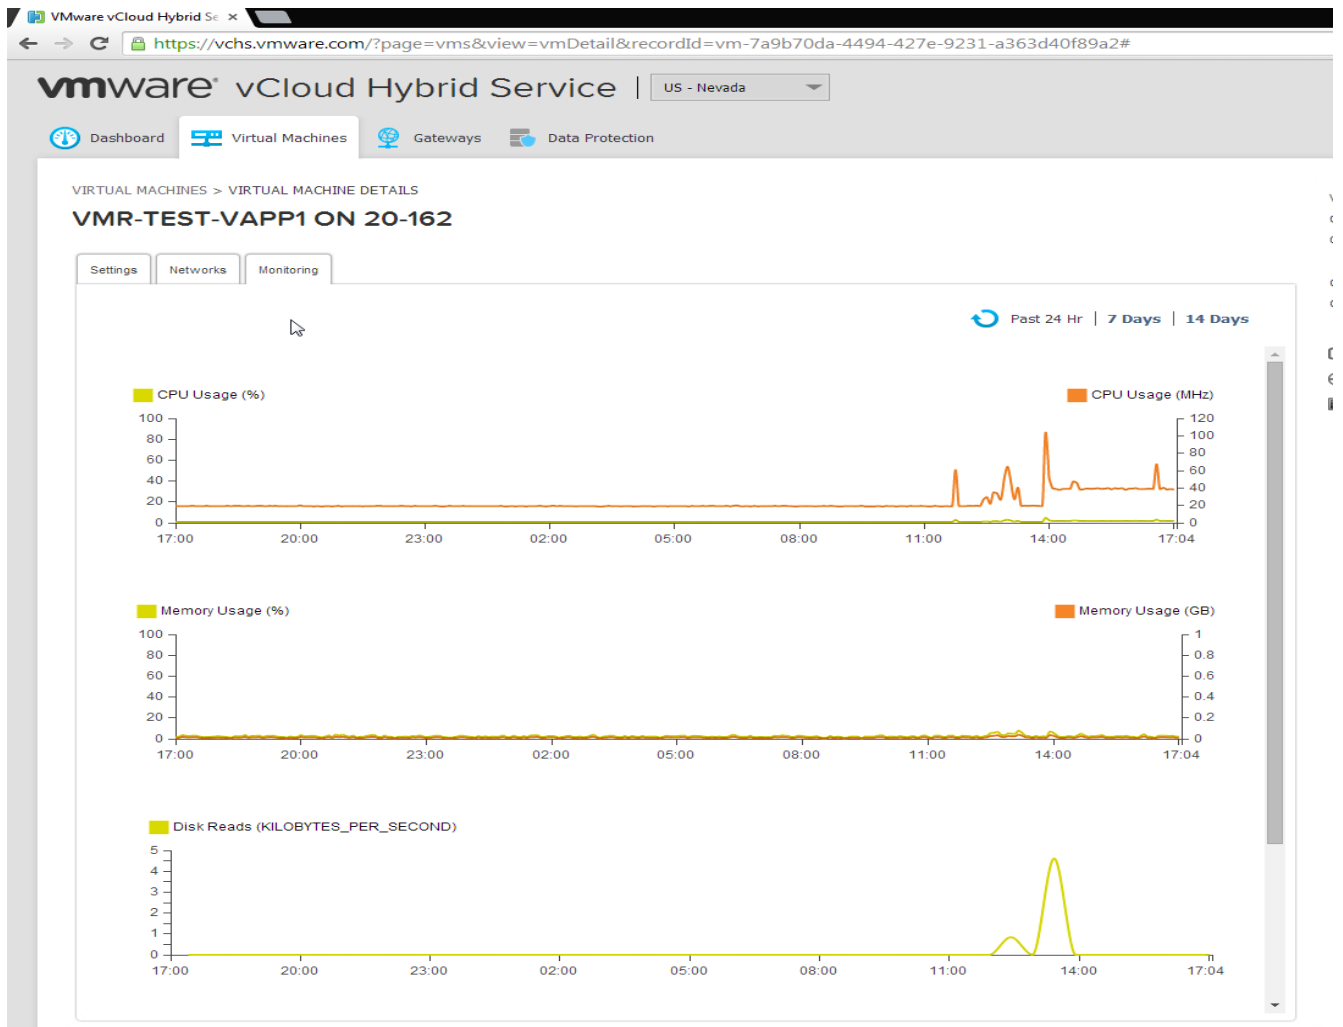 VMware vCloud Hybrid Se ×
https://vchs.vmware.com/?page=vms&view=vmDetail&recordId=vm-7a9b70da-4494-427e-9231-a363d40f89a2#
vmware® vCloud Hybrid Service | US - Nevada
Dashboard Virtual Machines Gateways Data Protection
VIRTUAL MACHINES > VIRTUAL MACHINE DETAILS
VMR-TEST-VAPP1 ON 20-162
Settings Networks Monitoring
Past 24 Hr | 7 Days | 14 Days
CPU Usage (%) CPU Usage (MHz)
100 120
80 100
60 80
40 60
20 40
0 20
0
17:00 20:00 23:00 02:00 05:00 08:00 11:00 14:00 17:04
Memory Usage (%) Memory Usage (GB)
100 1
80 0.8
60 0.6
40 0.4
20 0.2
0 0
17:00 20:00 23:00 02:00 05:00 08:00 11:00 14:00 17:04
Disk Reads (KILOBYTES_PER_SECOND)
5
4
3
2
1
0
17:00 20:00 23:00 02:00 05:00 08:00 11:00 14:00 17:04